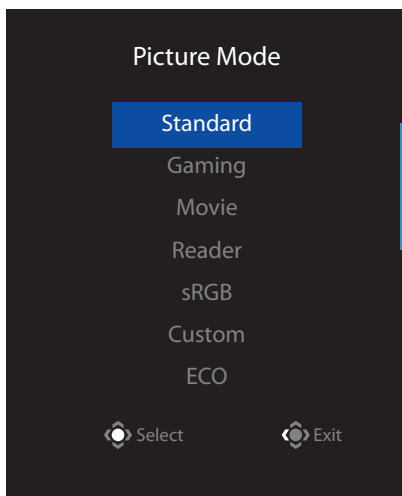 Picture Mode
Standard
Gaming
Movie
Reader
sRGB
Custom
ECO
Select Exit